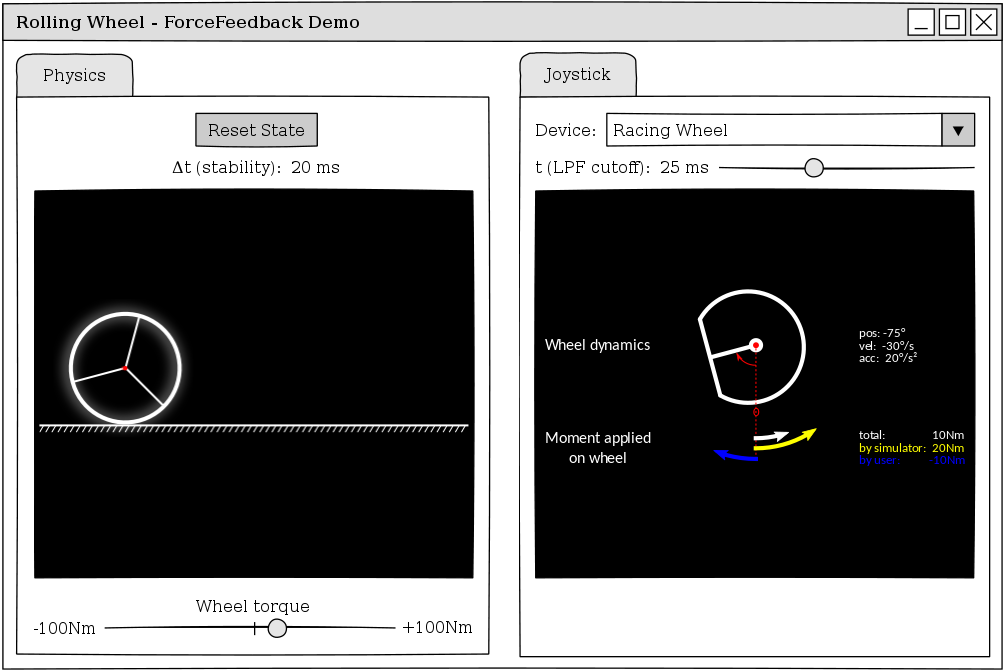 Rolling Wheel - ForceFeedback Demo
Physics
Reset State
Δt (stability): 20 ms
Wheel torque
-100Nm
+100Nm
Joystick
Device: Racing Wheel
t (LPF cutoff): 25 ms
Wheel dynamics
pos: -75°
vel: -30°/s
acc: 20°/s²
θ
Moment applied
on wheel
total: 10Nm
by simulator: 20Nm
by user: -10Nm